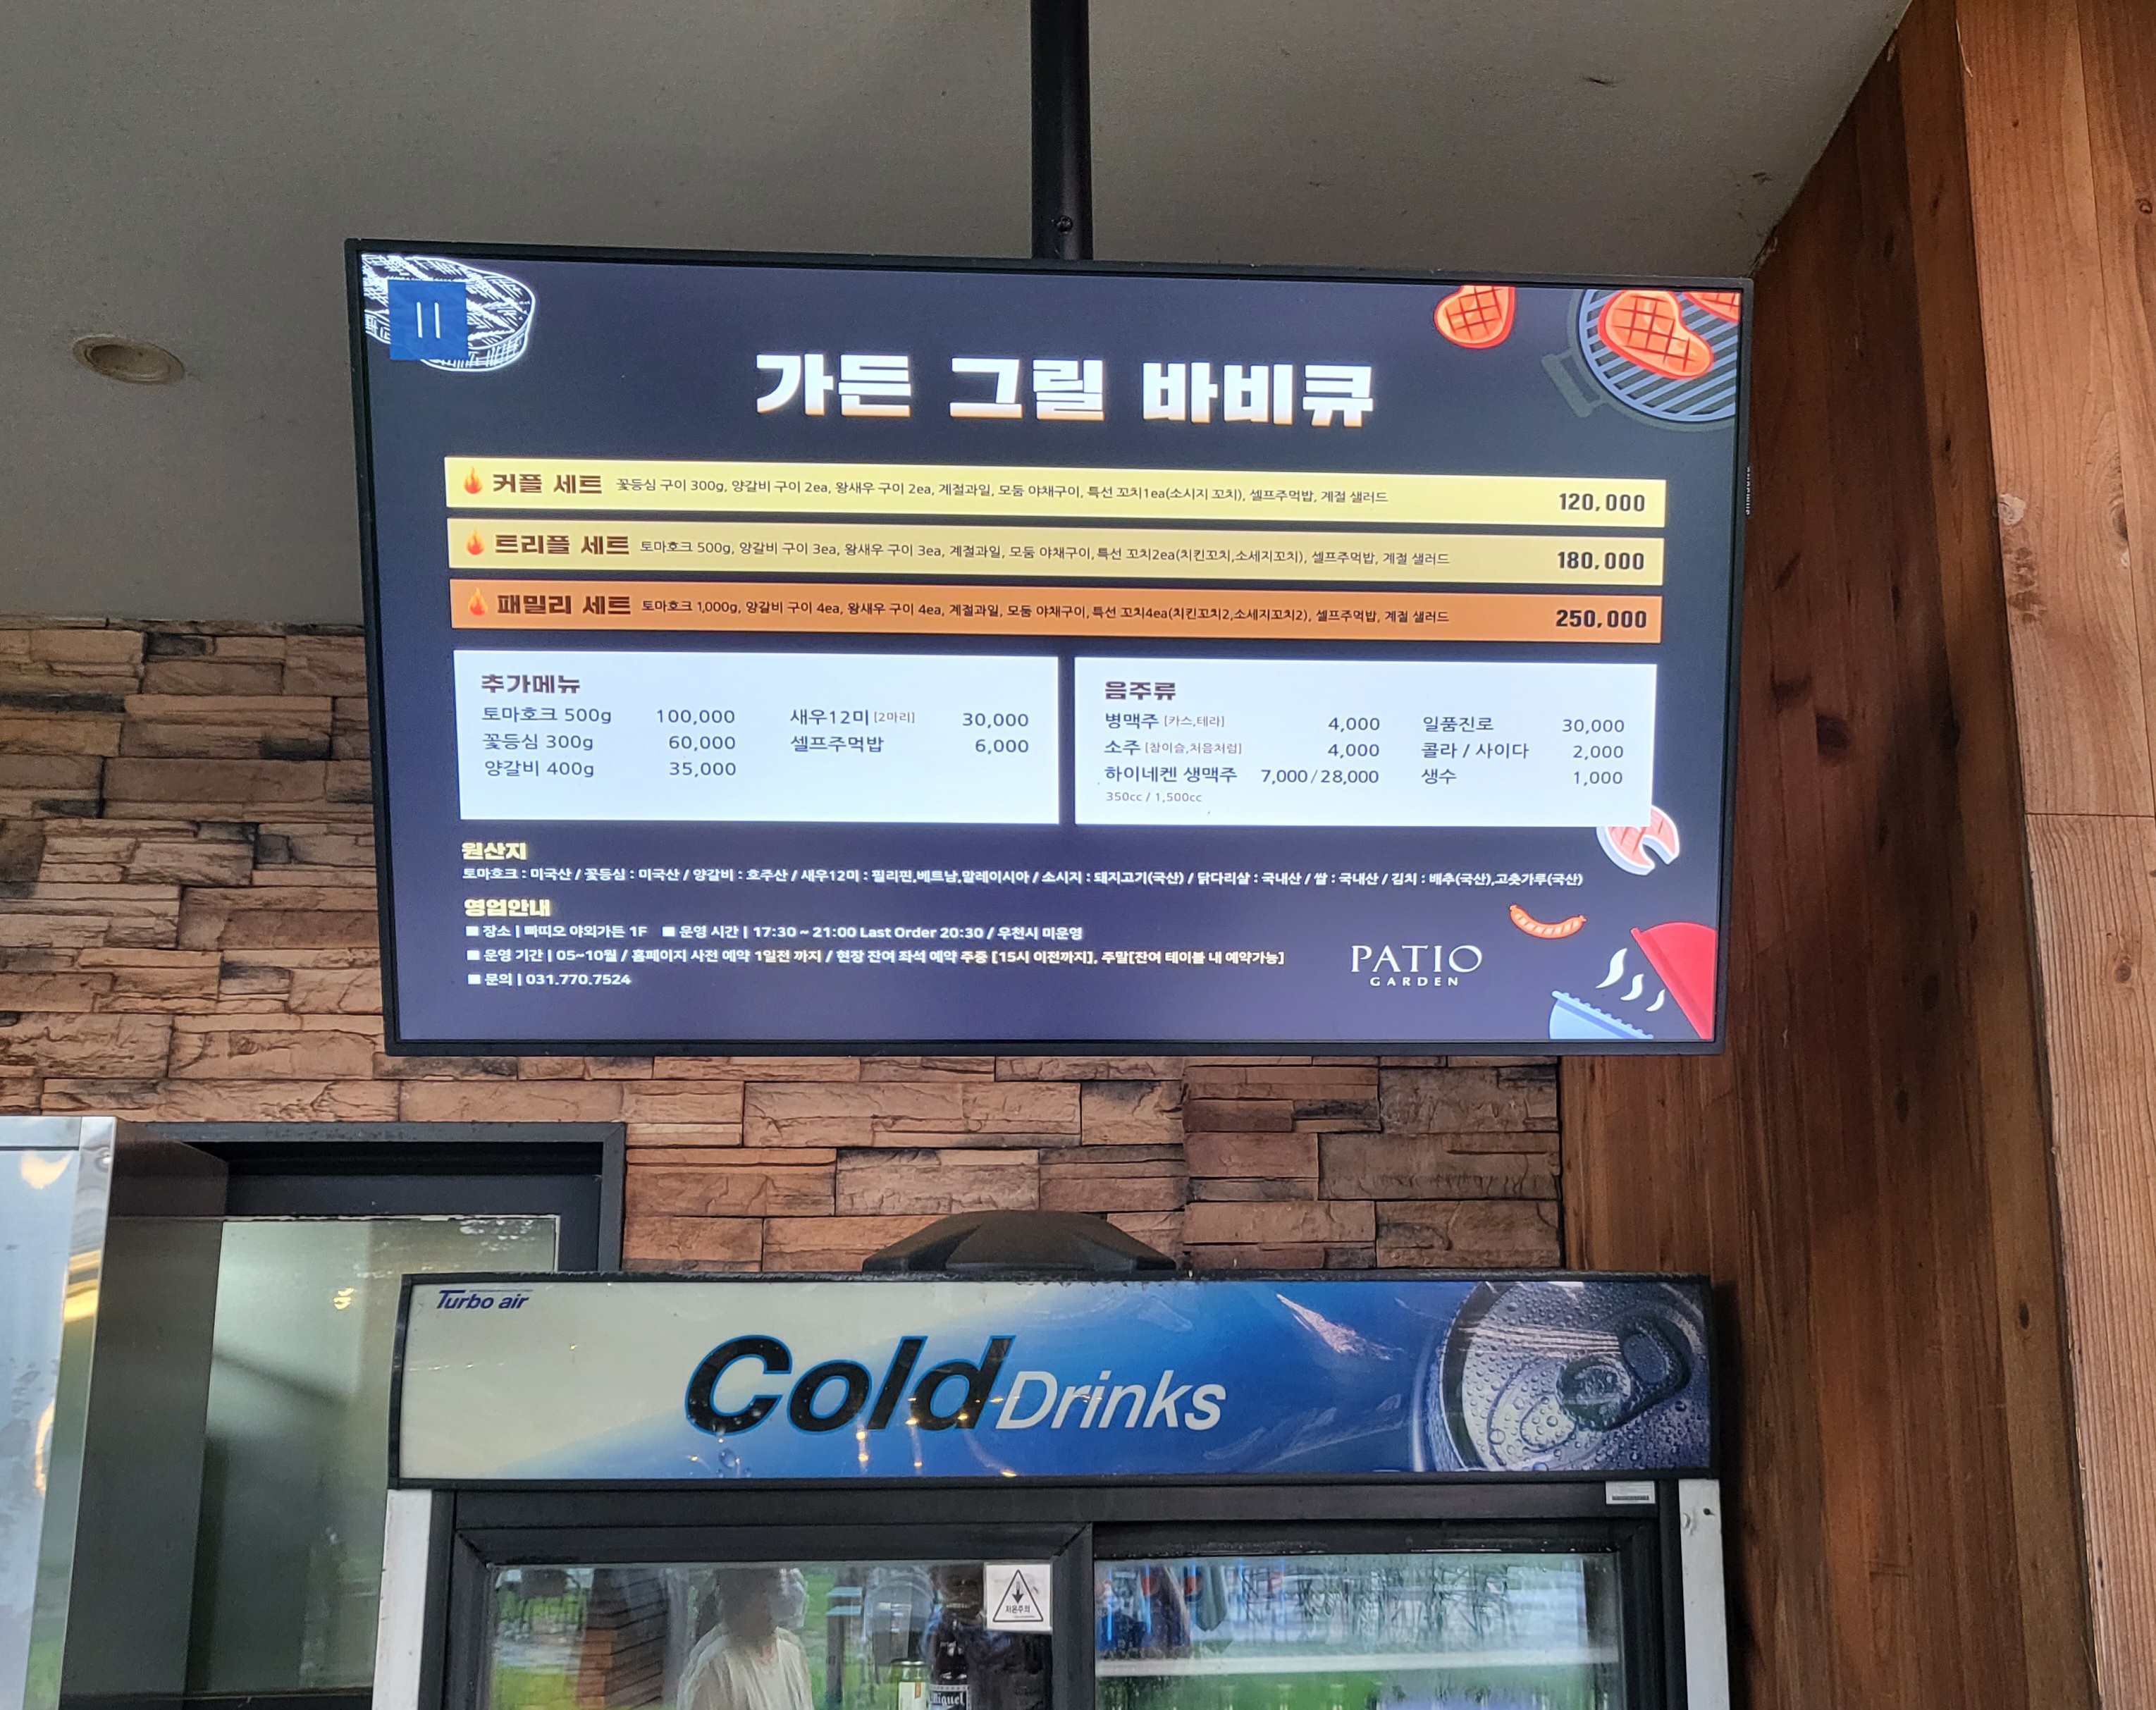 가든 그릴 바비큐
커플 세트 꽃등심 구이 300g, 양갈비 구이 2ea, 왕새우 구이 2ea, 계절과일, 모둠 야채구이, 특선 꼬치1ea(소시지 꼬치), 셀프주먹밥, 계절 샐러드 120,000
트리플 세트 토마호크 500g, 양갈비 구이 3ea, 왕새우 구이 3ea, 계절과일, 모둠 야채구이, 특선 꼬치2ea(치킨꼬치,소세지꼬치), 셀프주먹밥, 계절 샐러드 180,000
패밀리 세트 토마호크 1,000g, 양갈비 구이 4ea, 왕새우 구이 4ea, 계절과일, 모둠 야채구이, 특선 꼬치4ea(치킨꼬치2,소세지꼬치2), 셀프주먹밥, 계절 샐러드 250,000
추가메뉴
토마호크 500g 100,000 새우12미 [2마리] 30,000
꽃등심 300g 60,000 셀프주먹밥 6,000
양갈비 400g 35,000
음주류
병맥주 [카스,테라] 4,000 일품진로 30,000
소주 [참이슬,처음처럼] 4,000 콜라 / 사이다 2,000
하이네켄 생맥주 7,000/28,000 생수 1,000
350cc / 1,500cc
원산지
토마호크 : 미국산 / 꽃등심 : 미국산 / 양갈비 : 호주산 / 새우12미 : 필리핀,베트남,말레이시아 / 소시지 : 돼지고기(국산) / 닭다리살 : 국내산 / 쌀 : 국내산 / 김치 : 배추(국산),고춧가루(국산)
영업안내
■ 장소 | 빠띠오 야외가든 1F ■ 운영 시간 | 17:30 ~ 21:00 Last Order 20:30 / 우천시 미운영
■ 운영 기간 | 05~10월 / 홈페이지 사전 예약 1일전 까지 / 현장 잔여 좌석 예약 주중 [15시 이전까지], 주말[잔여 테이블 내 예약가능]
■ 문의 | 031.770.7524
PATIO
GARDEN
Turbo air
Cold Drinks
저온주의
Miguel